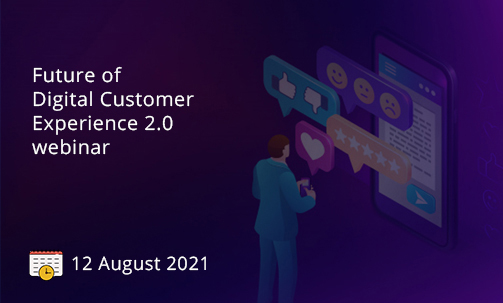 Future of
Digital Customer
Experience 2.0
webinar
12 August 2021